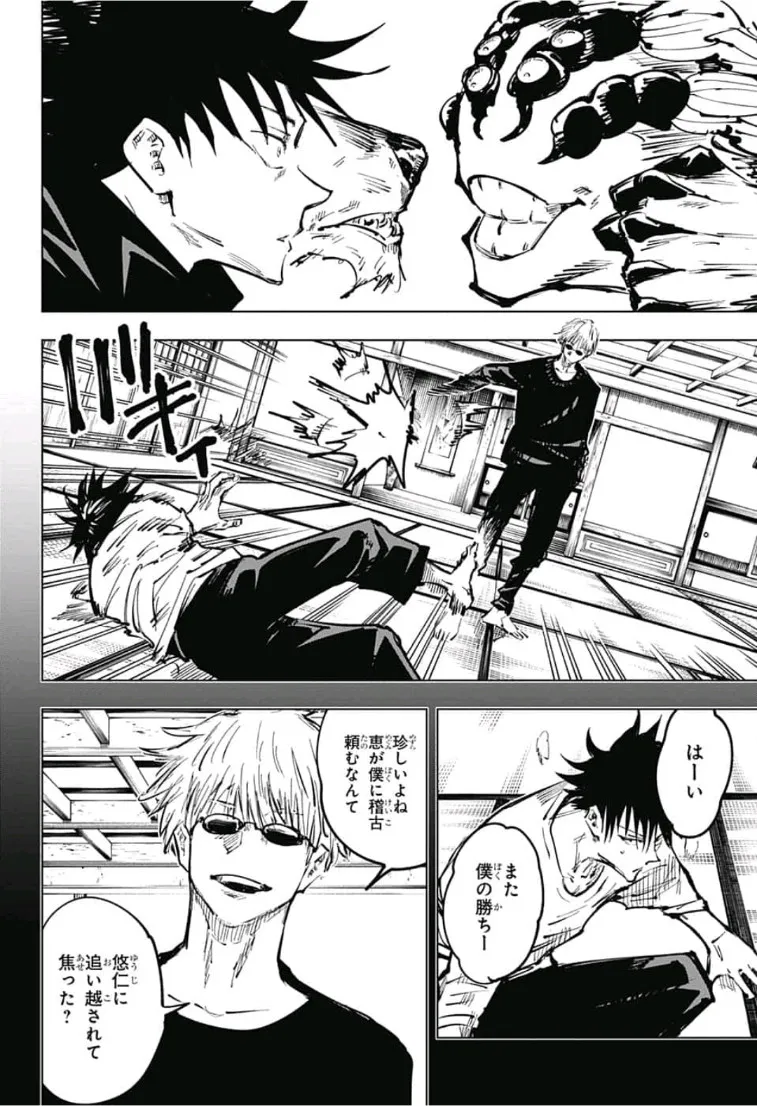 バキィ
はーい
また
僕の勝ちー
珍しいよね
恵が僕に稽古
頼むなんて
悠仁に
追い越されて
焦った?